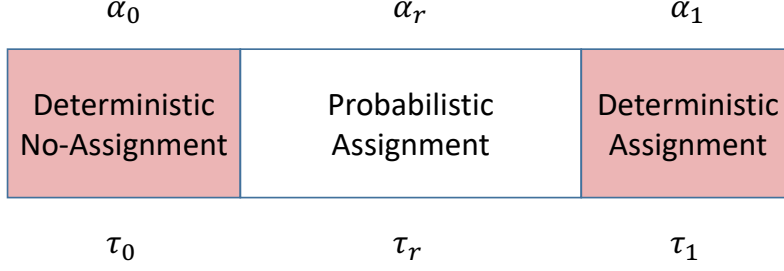 α₀ αᵣ α₁
Deterministic No-Assignment
Probabilistic Assignment
Deterministic Assignment
τ₀ τᵣ τ₁